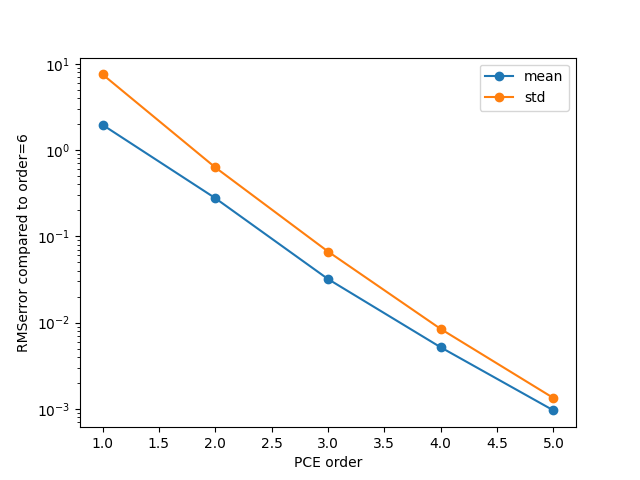 mean
std
10¹
10⁰
10⁻¹
10⁻²
10⁻³
RMSerror compared to order=6
1.0 1.5 2.0 2.5 3.0 3.5 4.0 4.5 5.0
PCE order